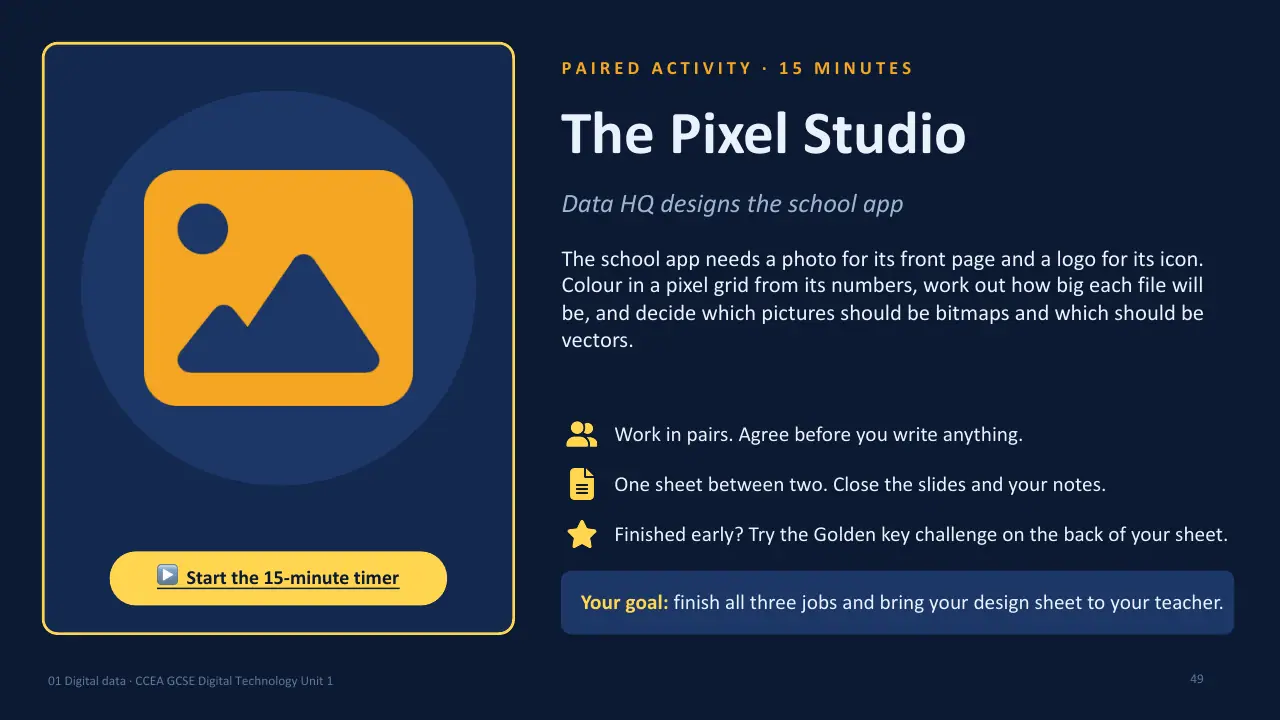 PAIRED ACTIVITY · 15 MINUTES
The Pixel Studio
Data HQ designs the school app
The school app needs a photo for its front page and a logo for its icon.
Colour in a pixel grid from its numbers, work out how big each file will
be, and decide which pictures should be bitmaps and which should be
vectors.
Work in pairs. Agree before you write anything.
One sheet between two. Close the slides and your notes.
Finished early? Try the Golden key challenge on the back of your sheet.
Start the 15-minute timer
Your goal: finish all three jobs and bring your design sheet to your teacher.
01 Digital data · CCEA GCSE Digital Technology Unit 1
49